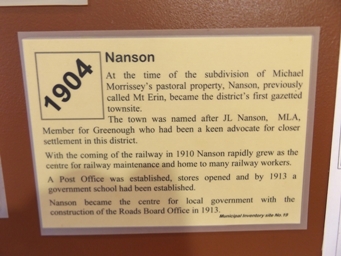 1904
Nanson
At the time of the subdivision of Michael
Morrissey's pastoral property, Nanson, previously
called Mt Erin, became the district's first gazetted
townsite.
The town was named after JL Nanson, MLA,
Member for Greenough who had been a keen advocate for closer
settlement in this district.
With the coming of the railway in 1910 Nanson rapidly grew as the
centre for railway maintenance and home to many railway workers.
A Post Office was established, stores opened and by 1913 a
government school had been established.
Nanson became the centre for local government with the
construction of the Roads Board Office in 1913.
Municipal Inventory site No.